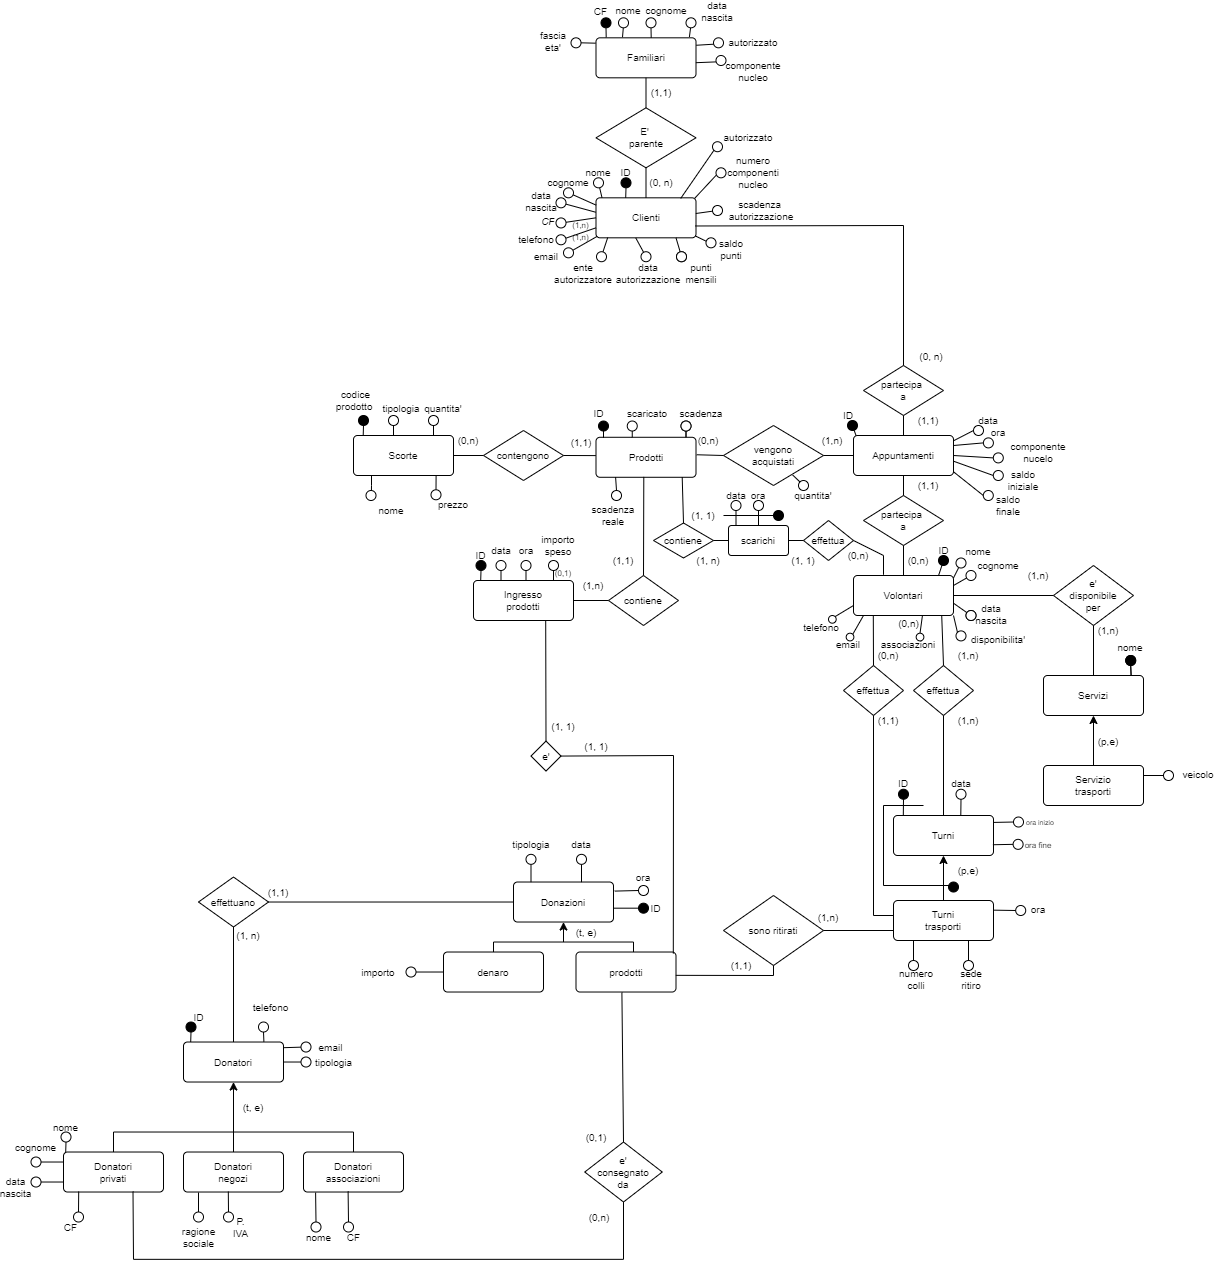 CF
nome
cognome
data
nascita
fascia
eta'
Familiari
autorizzato
componente
nucleo
(1,1)
E'
parente
autorizzato
numero
componenti
nucleo
nome
ID
(0, n)
cognome
data
nascita
CF
(1,n)
telefono
(1,n)
email
Clienti
scadenza
autorizzazione
saldo
punti
ente
autorizzatore
data
autorizzazione
punti
mensili
(0, n)
partecipa
a
(1,1)
codice
prodotto
tipologia
quantita'
Scorte
(0,n)
contengono
(1,1)
nome
prezzo
ID
scaricato
scadenza
Prodotti
(0,n)
scadenza
reale
vengono
acquistati
(1,n)
quantita'
ID
Appuntamenti
data
ora
componente
nucelo
saldo
iniziale
saldo
finale
(1,1)
partecipa
a
(0,n)
(1, 1)
contiene
(1, n)
data
ora
scarichi
(1, 1)
effettua
(0,n)
ID
data
ora
importo
speso
(0,1)
Ingresso
prodotti
(1,n)
contiene
(1,1)
ID
nome
cognome
Volontari
data
nascita
disponibilita'
telefono
email
(0,n)
associazioni
(1,n)
e'
disponibile
per
(1,n)
nome
Servizi
(p,e)
Servizio
trasporti
veicolo
(0,n)
effettua
(1,1)
(1,n)
effettua
(1,n)
(1, 1)
e'
(1, 1)
ID
data
Turni
ora inizio
ora fine
(p,e)
Turni
trasporti
ora
numero
colli
sede
ritiro
tipologia
data
Donazioni
ora
ID
(t, e)
effettuano
(1,1)
(1, n)
importo
denaro
prodotti
(1,1)
sono ritirati
(1,n)
ID
telefono
Donatori
email
tipologia
(t, e)
nome
cognome
data
nascita
Donatori
privati
CF
Donatori
negozi
ragione
sociale
P.
IVA
Donatori
associazioni
nome
CF
(0,1)
e'
consegnato
da
(0,n)